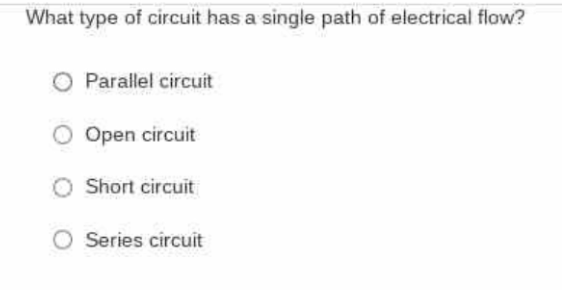 What type of circuit has a single path of electrical flow?
Parallel circuit
Open circuit
Short circuit
Series circuit